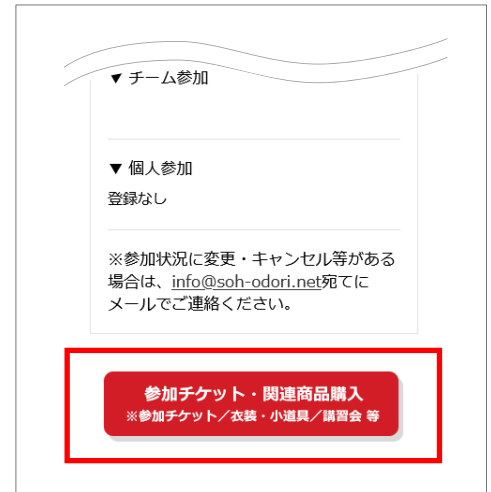 ▼ チーム参加
▼ 個人参加
登録なし
※参加状況に変更・キャンセル等がある
場合は、info@soh-odori.net宛てに
メールでご連絡ください。
参加チケット・関連商品購入
※参加チケット／衣装・小道具／講習会 等